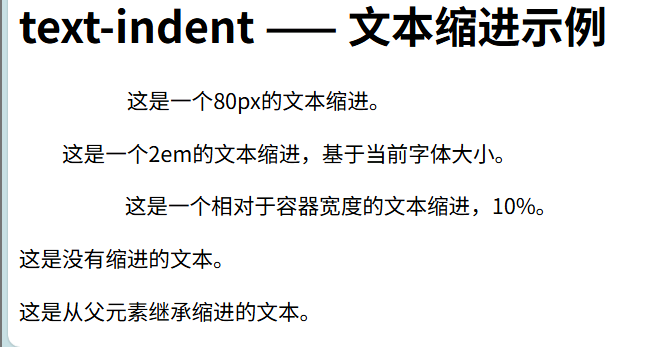 text-indent —— 文本缩进示例
这是一个80px的文本缩进。
这是一个2em的文本缩进，基于当前字体大小。
这是一个相对于容器宽度的文本缩进，10%。
这是没有缩进的文本。
这是从父元素继承缩进的文本。